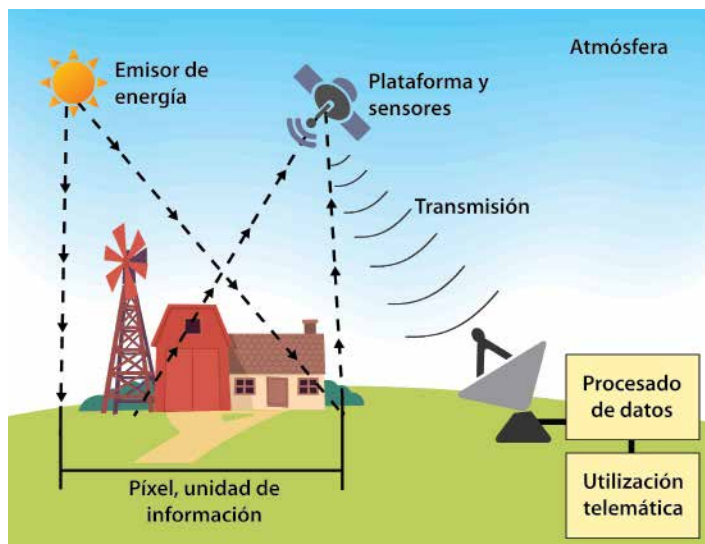 Atmósfera
Emisor de
energía
Plataforma y
sensores
Transmisión
Procesado
de datos
Utilización
telemática
Píxel, unidad de
información